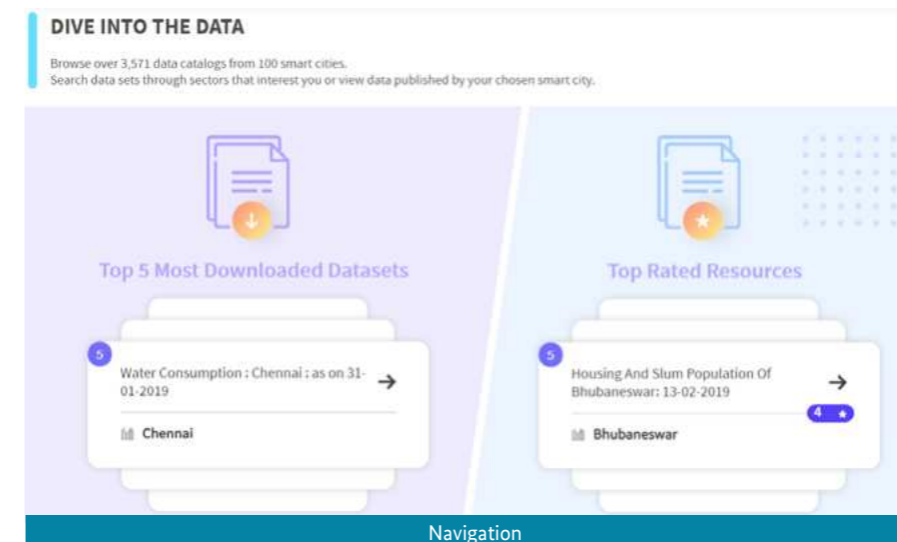 DIVE INTO THE DATA
Browse over 3,571 data catalogs from 100 smart cities.
Search data sets through sectors that interest you or view data published by your chosen smart city.
Top 5 Most Downloaded Datasets
5
Water Consumption : Chennai : as on 31-
01-2019
Chennai
Top Rated Resources
5
Housing And Slum Population Of
Bhubaneswar: 13-02-2019
4
Bhubaneswar
Navigation